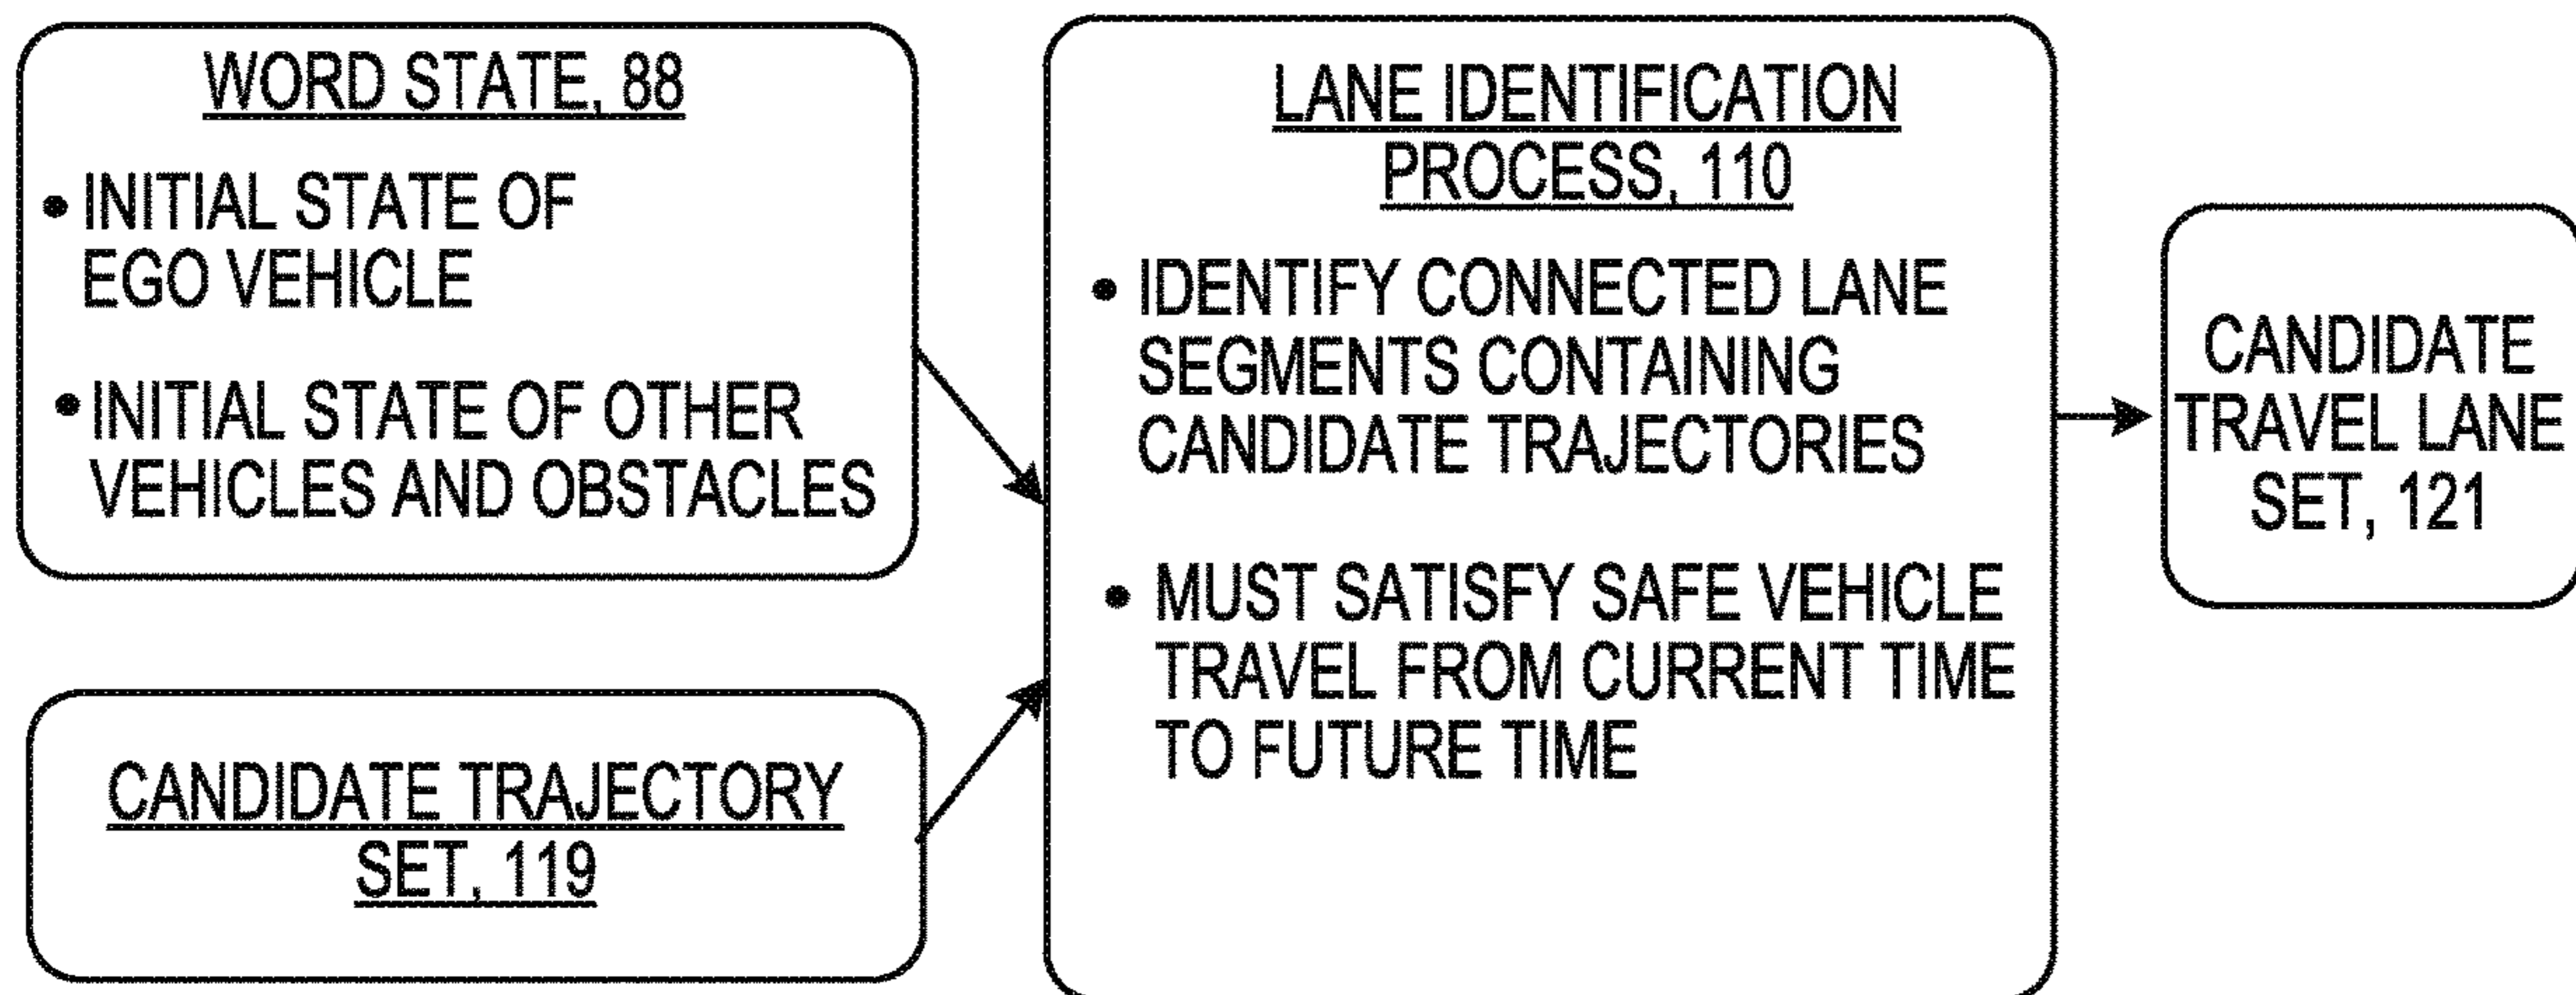 WORD STATE, 88
• INITIAL STATE OF
EGO VEHICLE
• INITIAL STATE OF OTHER
VEHICLES AND OBSTACLES
CANDIDATE TRAJECTORY
SET, 119
LANE IDENTIFICATION
PROCESS, 110
• IDENTIFY CONNECTED LANE
SEGMENTS CONTAINING
CANDIDATE TRAJECTORIES
• MUST SATISFY SAFE VEHICLE
TRAVEL FROM CURRENT TIME
TO FUTURE TIME
CANDIDATE
TRAVEL LANE
SET, 121